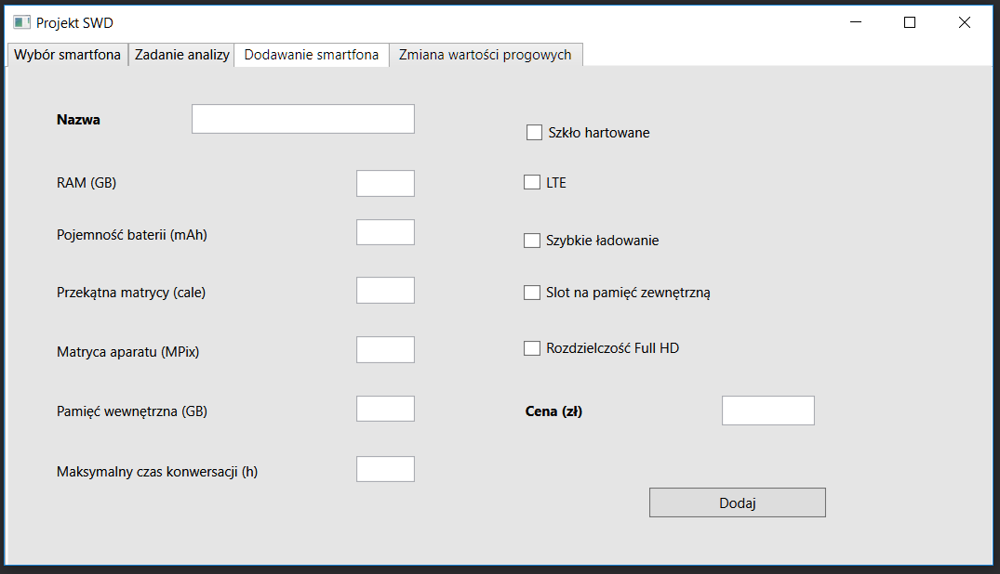 Projekt SWD
Wybór smartfona
Zadanie analizy
Dodawanie smartfona
Zmiana wartości progowych
Nazwa
RAM (GB)
Pojemność baterii (mAh)
Przekątna matrycy (cale)
Matryca aparatu (MPix)
Pamięć wewnętrzna (GB)
Maksymalny czas konwersacji (h)
Szkło hartowane
LTE
Szybkie ładowanie
Slot na pamięć zewnętrzną
Rozdzielczość Full HD
Cena (zł)
Dodaj